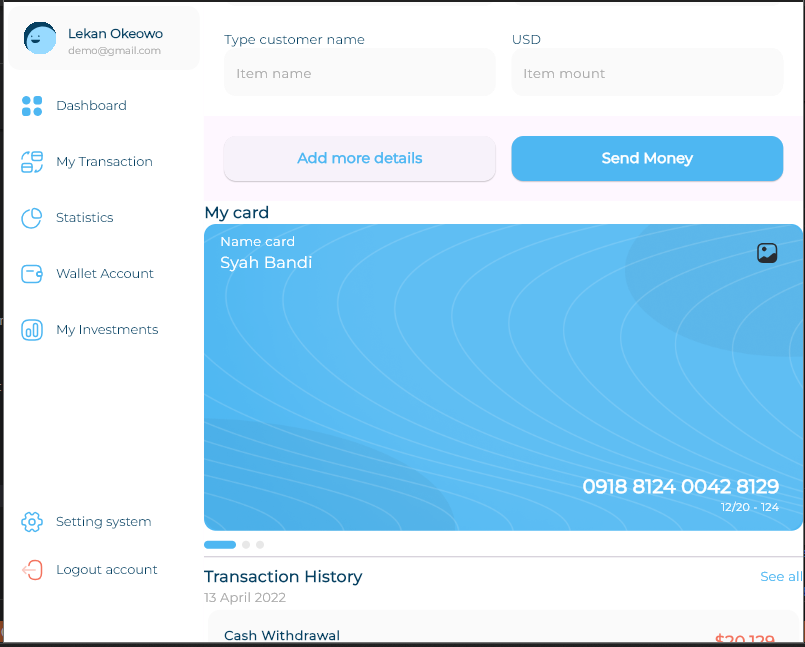 Lekan Okeowo
demo@gmail.com
Dashboard
My Transaction
Statistics
Wallet Account
My Investments
Setting system
Logout account
Type customer name
USD
Item name
Item mount
Add more details
Send Money
My card
Name card
Syah Bandi
0918 8124 0042 8129
12/20 - 124
Transaction History
See all
13 April 2022
Cash Withdrawal
$20,129